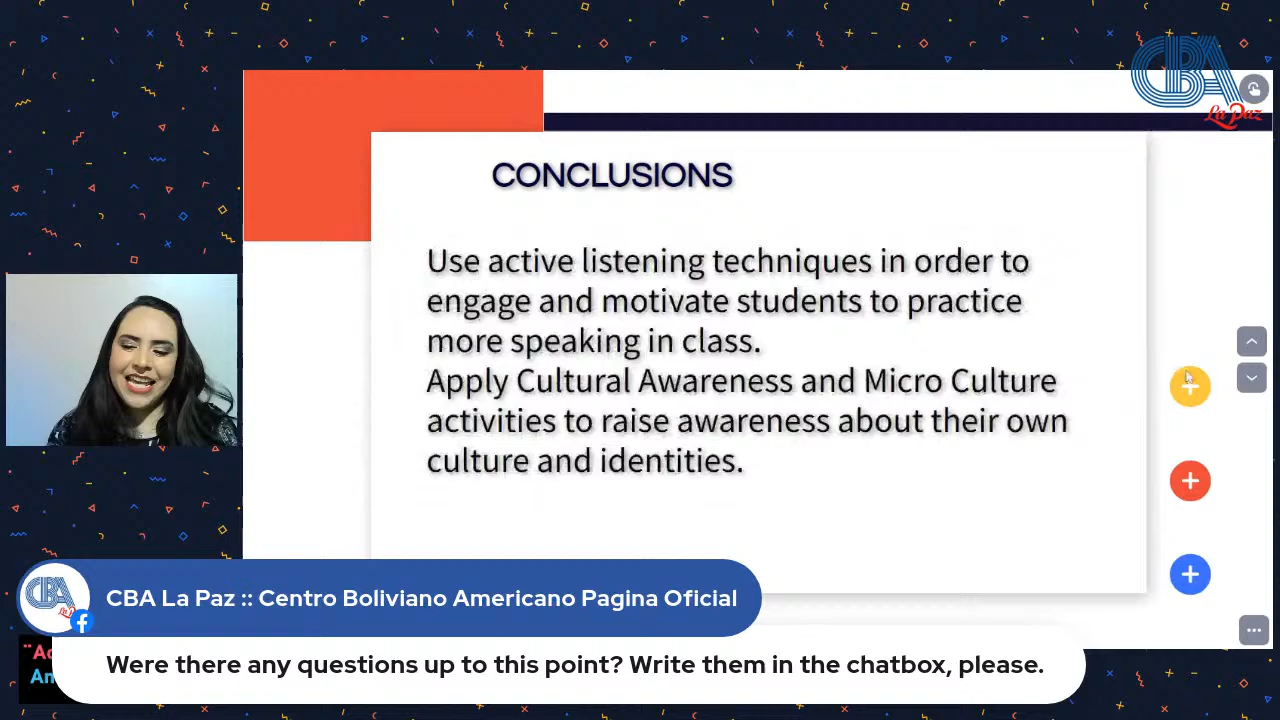 CBA
La Paz
CONCLUSIONS
Use active listening techniques in order to
engage and motivate students to practice
more speaking in class.
Apply Cultural Awareness and Micro Culture
activities to raise awareness about their own
culture and identities.
CBA La Paz :: Centro Boliviano Americano Pagina Oficial
Were there any questions up to this point? Write them in the chatbox, please.